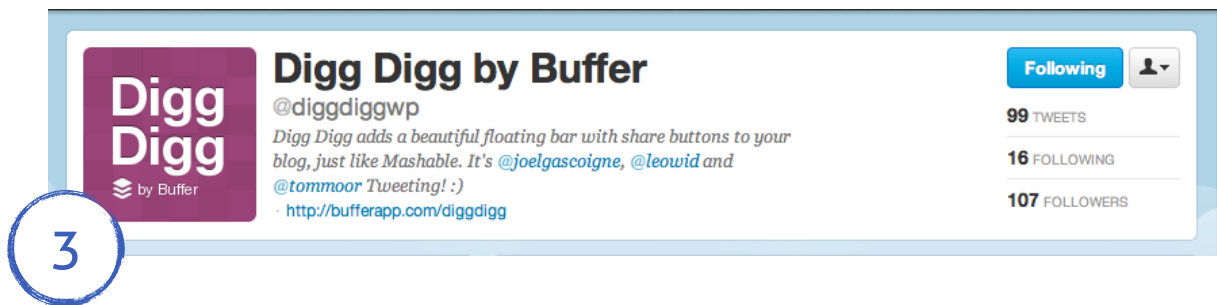 Digg
Digg
by Buffer
Digg Digg by Buffer
@diggdiggwp
Digg Digg adds a beautiful floating bar with share buttons to your
blog, just like Mashable. It's @joelgascoigne, @leowid and
@tommoor Tweeting! :)
· http://bufferapp.com/diggdigg
Following
99 TWEETS
16 FOLLOWING
107 FOLLOWERS
3